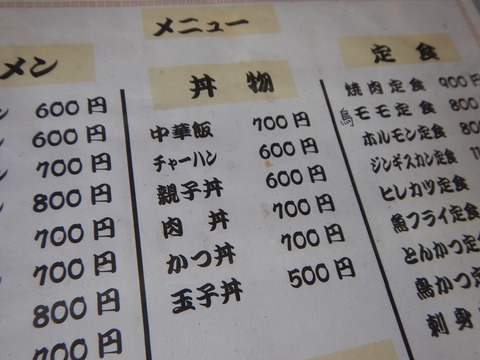 メニュー
メン
600円
600円
700円
800円
700円
700円
800円
700
丼物
中華飯 700円
チャーハン 600円
親子丼 600円
肉丼 700円
かつ丼 700円
玉子丼 500円
定食
焼肉定食 900円
鳥モモ定食 800
ホルモン定食 80
ジンギスカン定食
ヒレカツ定食
魚フライ定食
とんかつ定
鳥かつ定
刺身